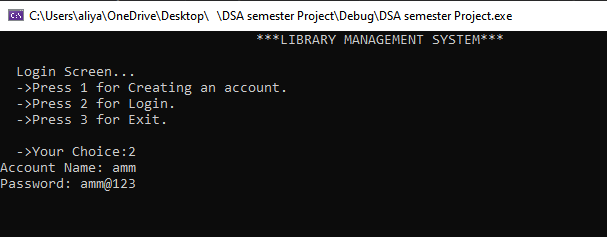 C:\Users\aliya\OneDrive\Desktop\ \DSA semester Project\Debug\DSA semester Project.exe
***LIBRARY MANAGEMENT SYSTEM***
Login Screen...
->Press 1 for Creating an account.
->Press 2 for Login.
->Press 3 for Exit.
->Your Choice:2
Account Name: amm
Password: amm@123